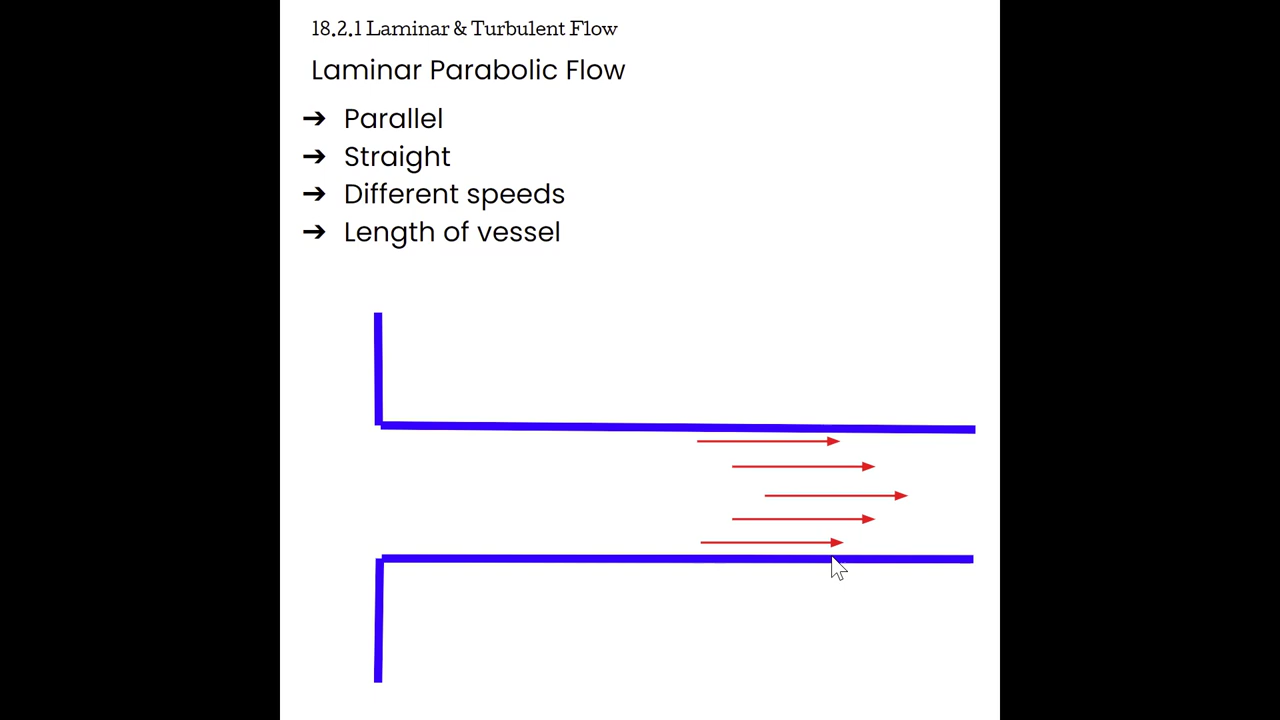 18.2.1 Laminar & Turbulent Flow
Laminar Parabolic Flow
➔ Parallel
➔ Straight
➔ Different speeds
➔ Length of vessel